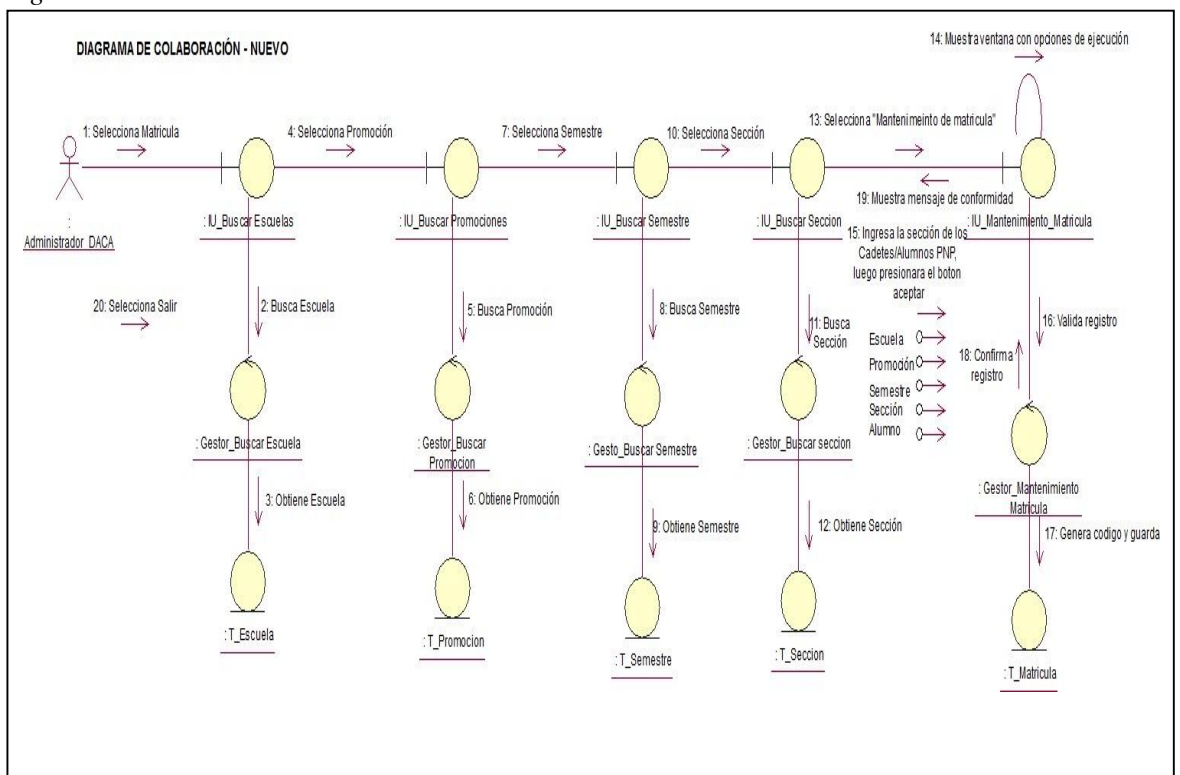 DIAGRAMA DE COLABORACIÓN - NUEVO
14: Muestra ventana con opciones de ejecución
1: Selecciona Matricula
4: Selecciona Promoción
7: Selecciona Semestre
10: Selecciona Sección
13: Selecciona "Mantenimeinto de matricula"
19: Muestra mensaje de conformidad
:
Administrador DACA
: IU_Buscar Escuelas
: IU_Buscar Promociones
: IU_Buscar Semestre
: IU_Buscar Seccion
: IU_Mantenimiento_Matricula
15: Ingresa la sección de los
Cadetes/Alumnos PNP,
luego presionara el boton
aceptar
20: Selecciona Salir
2: Busca Escuela
5: Busca Promoción
8: Busca Semestre
11: Busca
Sección
16: Valida registro
Escuela
Promoción
Semestre
Sección
Alumno
18: Confirma
registro
: Gestor_Buscar Escuela
: Gestor_Buscar
Promocion
: Gesto_Buscar Semestre
: Gestor_Buscar seccion
: Gestor_Mantenimiento
Matricula
3: Obtiene Escuela
6: Obtiene Promoción
9: Obtiene Semestre
12: Obtiene Sección
17: Genera codigo y guarda
: T_Escuela
: T_Promocion
: T_Semestre
: T_Seccion
: T_Matricula